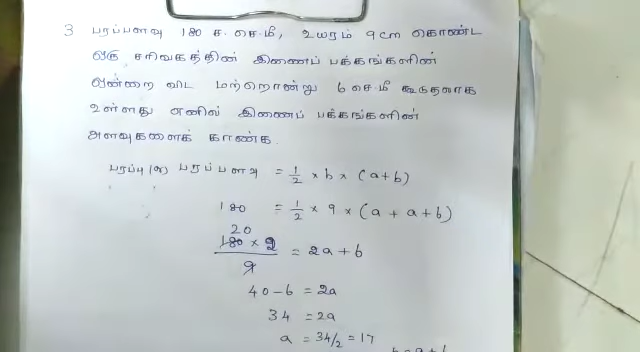 3 பரப்பளவு 180 ச.செ.மீ, உயரம் 9cm கொண்ட
ஒரு சரிவகத்தின் இணைப் பக்கங்களின்
ஒன்றை விட மற்றொன்று 6 செ.மீ கூடுதலாக
உள்ளது எனில் இணைப் பக்கங்களின்
அளவுகளைக் காண்க.
பரப்பு (அ) பரப்பளவு = 1/2 × h × (a+b)
180 = 1/2 × 9 × (a + a + 6)
20
180 × 2 / 9 = 2a + 6
40 - 6 = 2a
34 = 2a
a = 34/2 = 17
b = a + 6